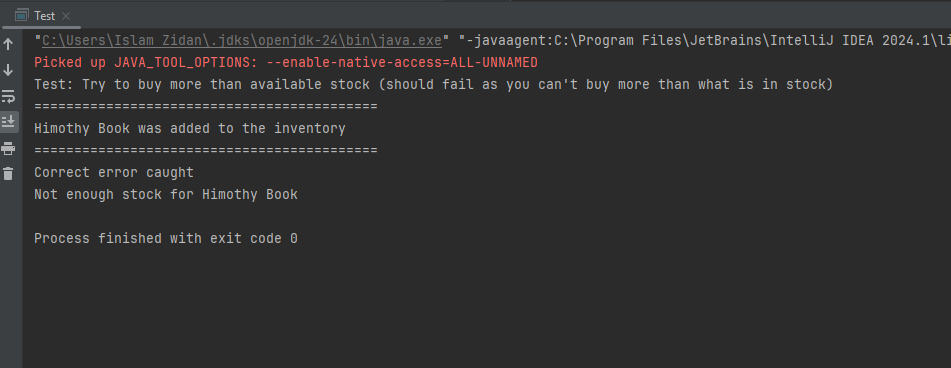 Test
"C:\Users\Islam Zidan\.jdks\openjdk-24\bin\java.exe" "-javaagent:C:\Program Files\JetBrains\IntelliJ IDEA 2024.1\li
Picked up JAVA_TOOL_OPTIONS: --enable-native-access=ALL-UNNAMED
Test: Try to buy more than available stock (should fail as you can't buy more than what is in stock)
===========================================
Himothy Book was added to the inventory
===========================================
Correct error caught
Not enough stock for Himothy Book
Process finished with exit code 0